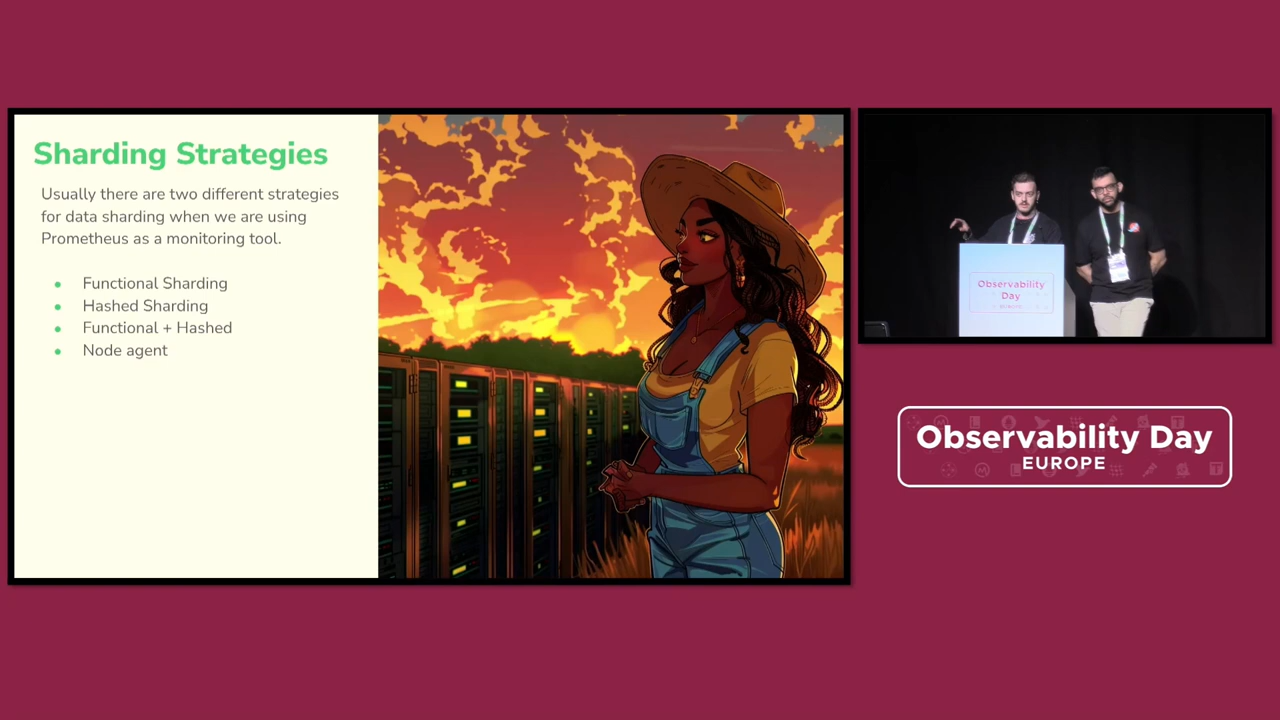 Sharding Strategies
Usually there are two different strategies
for data sharding when we are using
Prometheus as a monitoring tool.
• Functional Sharding
• Hashed Sharding
• Functional + Hashed
• Node agent
Observability
Day
Observability Day
EUROPE